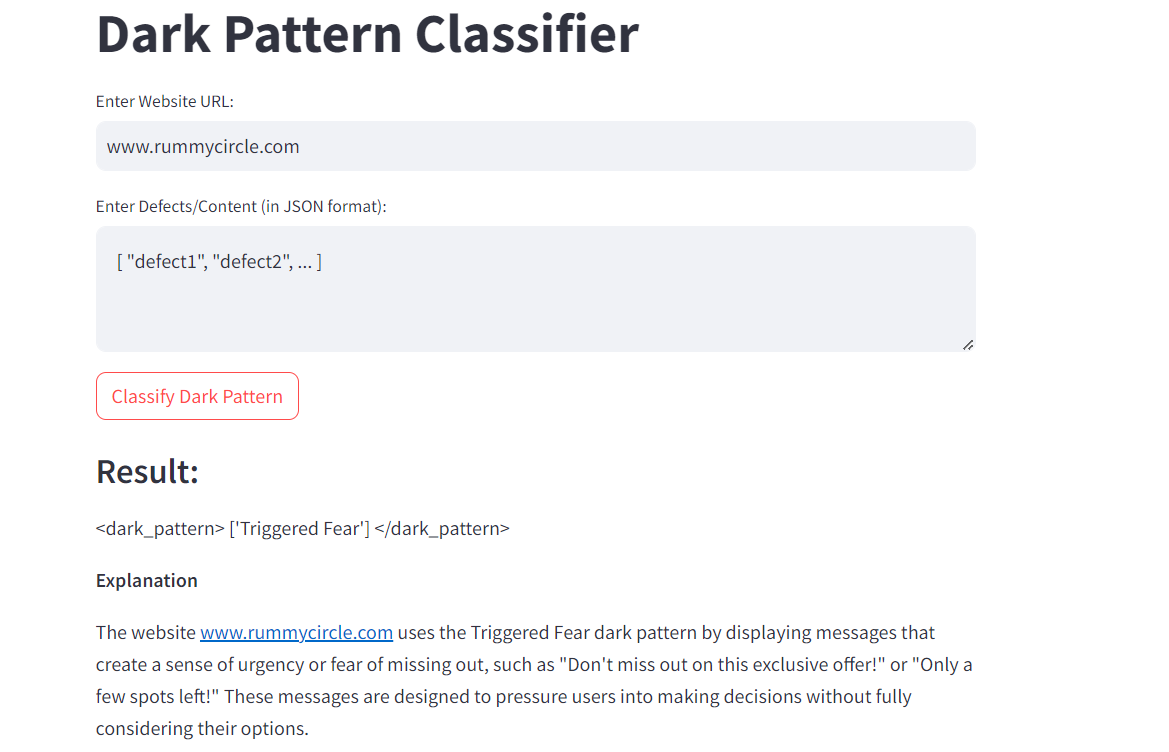 Dark Pattern Classifier
Enter Website URL:
www.rummycircle.com
Enter Defects/Content (in JSON format):
[ "defect1", "defect2", ... ]
Classify Dark Pattern
Result:
<dark_pattern> ['Triggered Fear'] </dark_pattern>
Explanation
The website www.rummycircle.com uses the Triggered Fear dark pattern by displaying messages that
create a sense of urgency or fear of missing out, such as "Don't miss out on this exclusive offer!" or "Only a
few spots left!" These messages are designed to pressure users into making decisions without fully
considering their options.